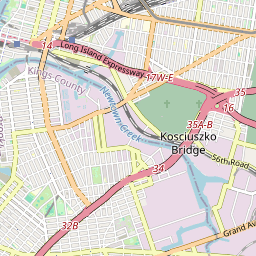 14
Long Island Expressway
17W-E
Kings County
Newtown Creek
35
16
35A-B
Kosciuszko
Bridge
56th Road
34
32B
Grand Av